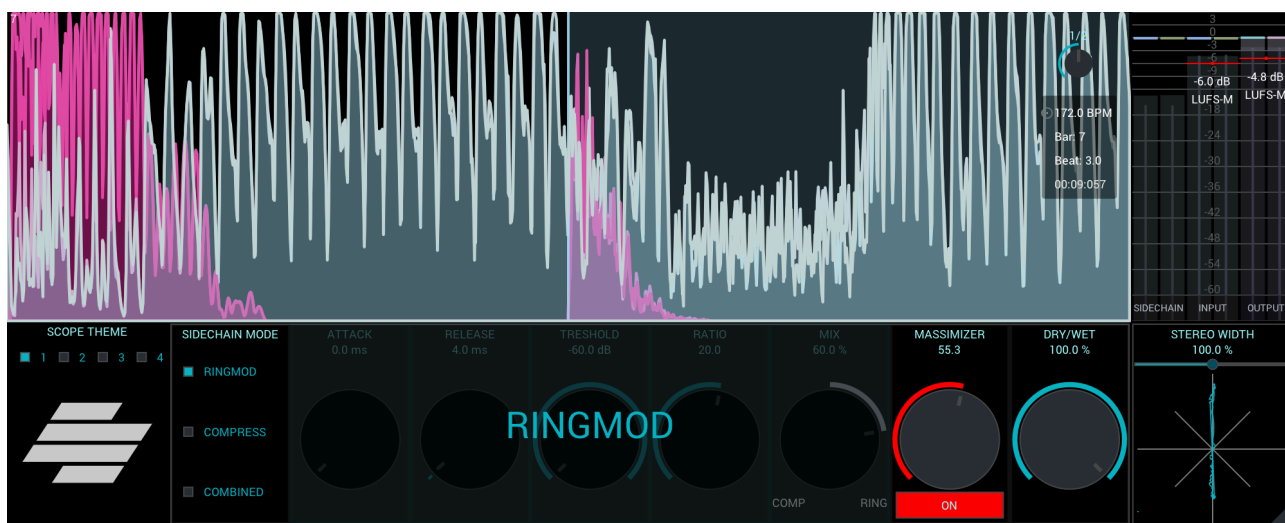 7
1/2
172.0 BPM
Bar: 7
Beat: 3.0
00:09:057
3
0
-3
-6
-9
-18
-24
-30
-36
-42
-48
-54
-60
-6.0 dB
LUFS-M
-4.8 dB
LUFS-M
SIDECHAIN INPUT OUTPUT
SCOPE THEME
1 2 3 4
SIDECHAIN MODE
RINGMOD
COMPRESS
COMBINED
ATTACK
0.0 ms
RELEASE
4.0 ms
TRESHOLD
-60.0 dB
RATIO
20.0
MIX
60.0 %
COMP RING
RINGMOD
MASSIMIZER
55.3
ON
DRY/WET
100.0 %
STEREO WIDTH
100.0 %